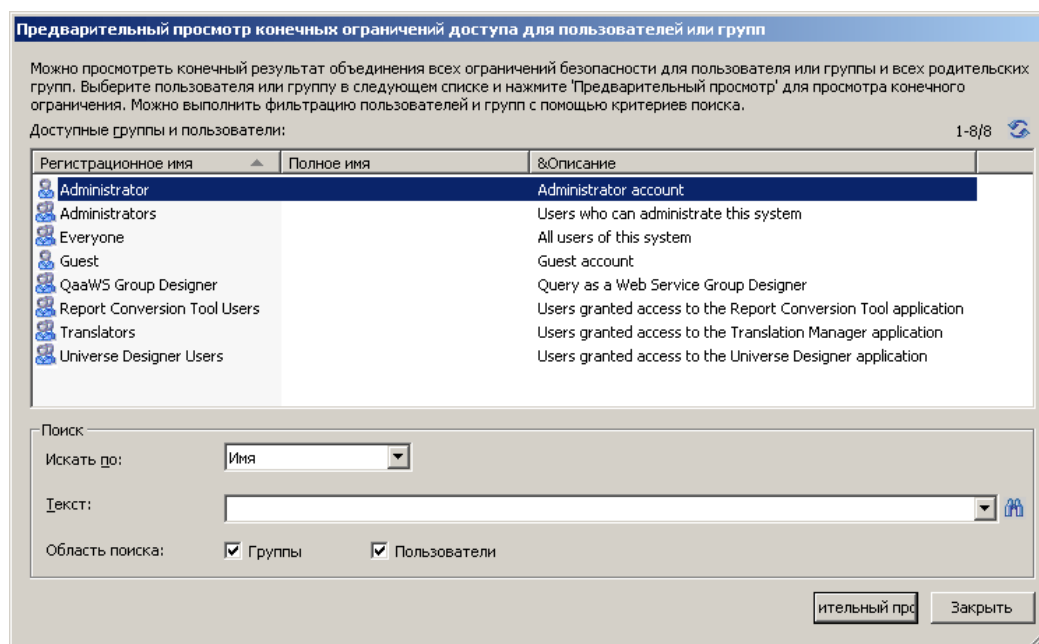 Предварительный просмотр конечных ограничений доступа для пользователей или групп
Можно просмотреть конечный результат объединения всех ограничений безопасности для пользователя или группы и всех родительских
групп. Выберите пользователя или группу в следующем списке и нажмите 'Предварительный просмотр' для просмотра конечного
ограничения. Можно выполнить фильтрацию пользователей и групп с помощью критериев поиска.
Доступные группы и пользователи: 1-8/8
Регистрационное имя Полное имя &Описание
Administrator Administrator account
Administrators Users who can administrate this system
Everyone All users of this system
Guest Guest account
QaaWS Group Designer Query as a Web Service Group Designer
Report Conversion Tool Users Users granted access to the Report Conversion Tool application
Translators Users granted access to the Translation Manager application
Universe Designer Users Users granted access to the Universe Designer application
Поиск
Искать по: Имя
Текст:
Область поиска: Группы Пользователи
ительный прос Закрыть